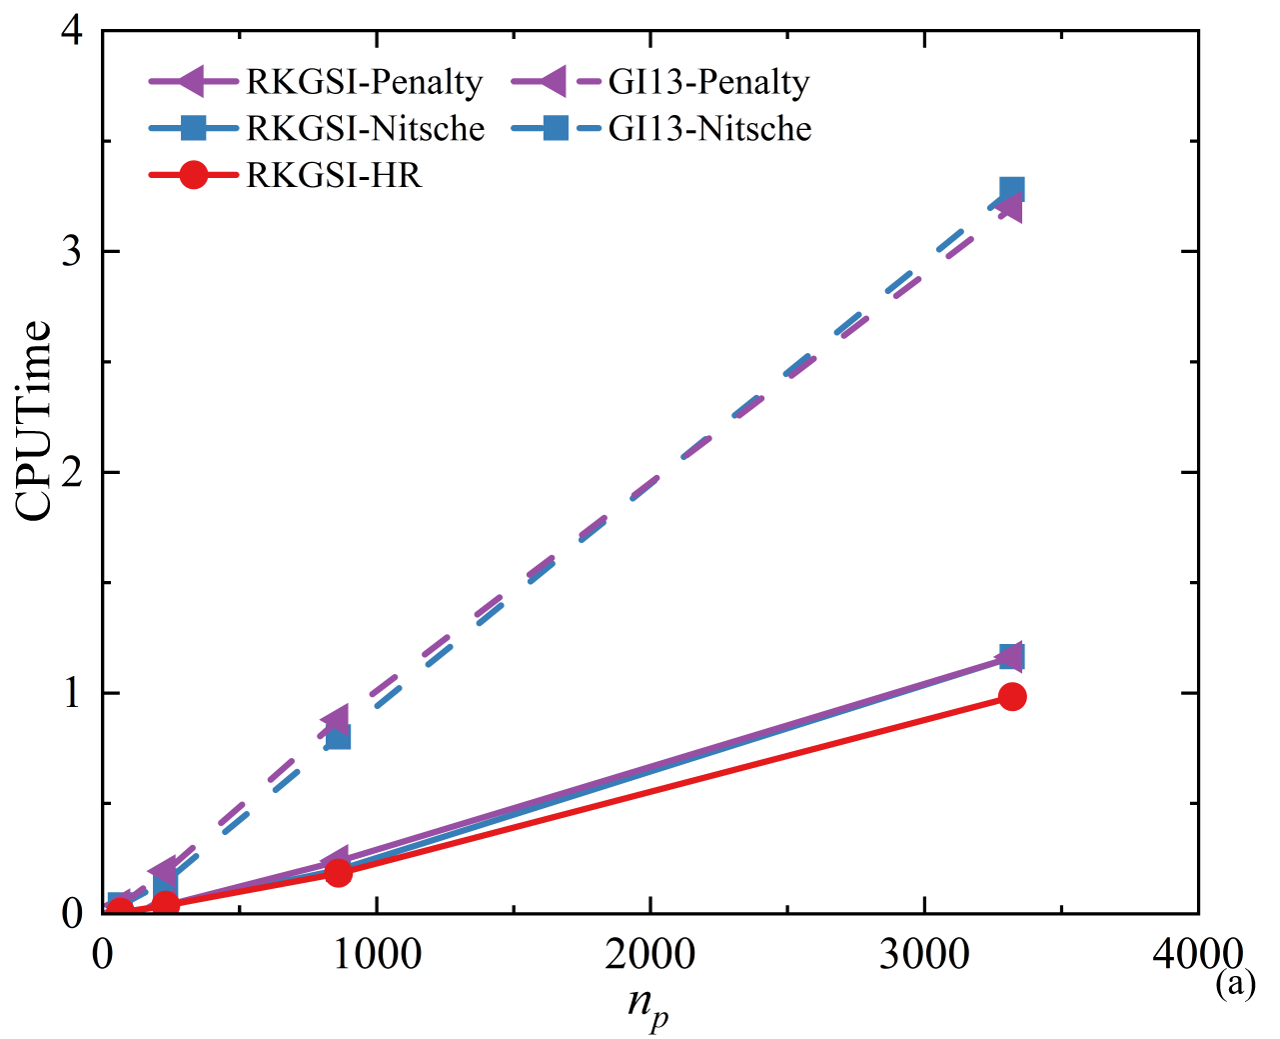 4
RKGSI-Penalty GI13-Penalty
RKGSI-Nitsche GI13-Nitsche
RKGSI-HR
3
CPUTime
2
1
0
0 1000 2000 3000 4000
(a)
n_p